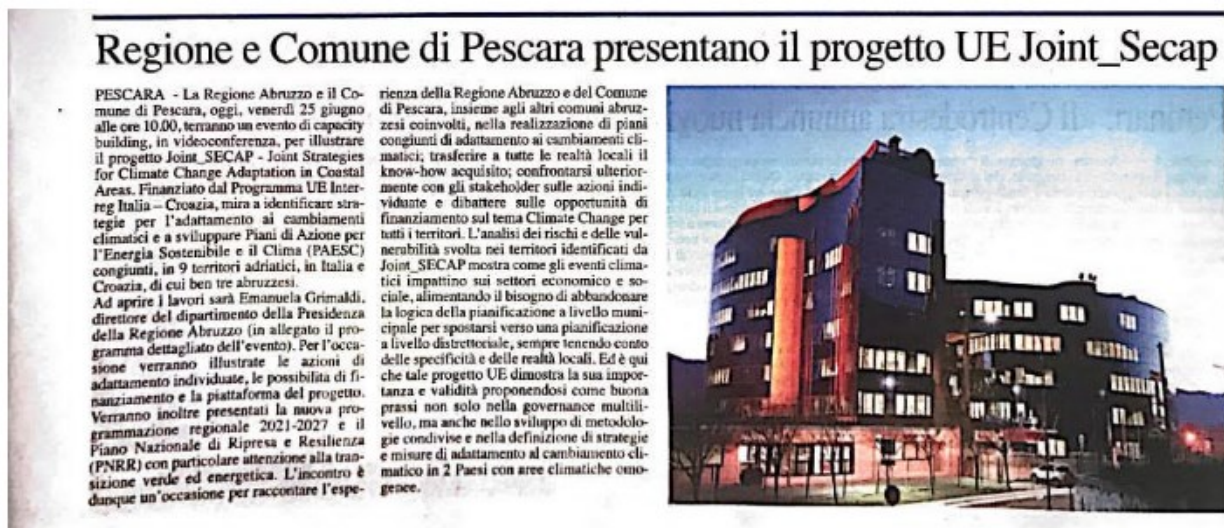 Regione e Comune di Pescara presentano il progetto UE Joint_Secap
PESCARA - La Regione Abruzzo e il Co-
mune di Pescara, oggi, venerdì 25 giugno
alle ore 10.00, terranno un evento di capacity
building, in videoconferenza, per illustrare
il progetto Joint_SECAP - Joint Strategies
for Climate Change Adaptation in Coastal
Areas. Finanziato dal Programma UE Inter-
reg Italia – Croazia, mira a identificare stra-
tegie per l'adattamento ai cambiamenti
climatici e a sviluppare Piani di Azione per
l'Energia Sostenibile e il Clima (PAESC)
congiunti, in 9 territori adriatici, in Italia e
Croazia, di cui ben tre abruzzesi.
Ad aprire i lavori sarà Emanuela Grimaldi,
direttore del dipartimento della Presidenza
della Regione Abruzzo (in allegato il pro-
gramma dettagliato dell'evento). Per l'occa-
sione verranno illustrate le azioni di
adattamento individuate, le possibilita di fi-
nanziamento e la piattaforma del progetto.
Verranno inoltre presentati la nuova pro-
grammazione regionale 2021-2027 e il
Piano Nazionale di Ripresa e Resilienza
(PNRR) con particolare attenzione alla tran-
sizione verde ed energetica. L'incontro è
dunque un'occasione per raccontare l'espe-
rienza della Regione Abruzzo e del Comune
di Pescara, insieme agli altri comuni abruz-
zesi coinvolti, nella realizzazione di piani
congiunti di adattamento ai cambiamenti cli-
matici; trasferire a tutte le realtà locali il
know-how acquisito; confrontarsi ulterior-
mente con gli stakeholder sulle azioni indi-
viduate e dibattere sulle opportunità di
finanziamento sul tema Climate Change per
tutti i territori. L'analisi dei rischi e delle vul-
nerabilità svolta nei territori identificati da
Joint_SECAP mostra come gli eventi clima-
tici impattino sui settori economico e so-
ciale, alimentando il bisogno di abbandonare
la logica della pianificazione a livello muni-
cipale per spostarsi verso una pianificazione
a livello distrettoriale, sempre tenendo conto
delle specificità e delle realtà locali. Ed è qui
che tale progetto UE dimostra la sua impor-
tanza e validità proponendosi come buona
prassi non solo nella governance multili-
vello, ma anche nello sviluppo di metodolo-
gie condivise e nella definizione di strategie
e misure di adattamento al cambiamento cli-
matico in 2 Paesi con aree climatiche omo-
genee.